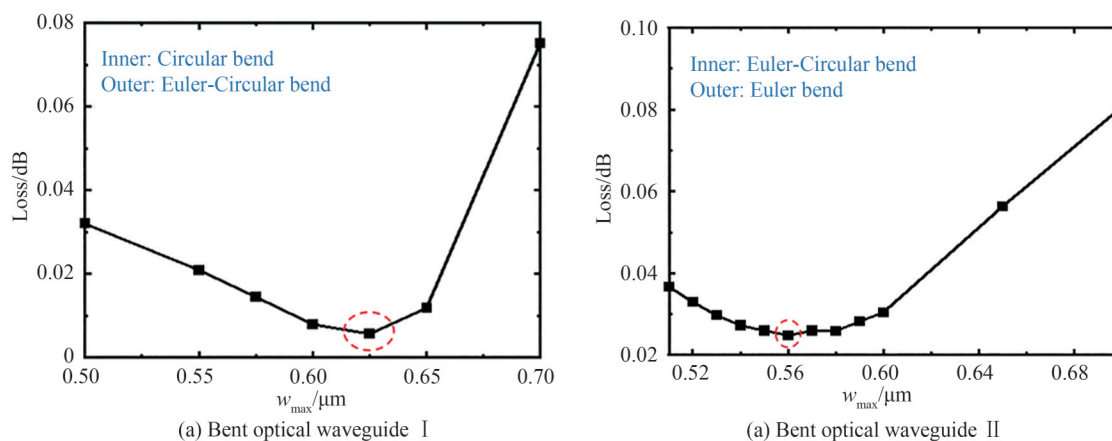 0.08
0.06
0.04
0.02
0
Loss/dB
Inner: Circular bend
Outer: Euler-Circular bend
0.50 0.55 0.60 0.65 0.70
w_max/μm
(a) Bent optical waveguide Ⅰ
0.10
0.08
0.06
0.04
0.02
Loss/dB
Inner: Euler-Circular bend
Outer: Euler bend
0.52 0.56 0.60 0.64 0.68
w_max/μm
(a) Bent optical waveguide Ⅱ